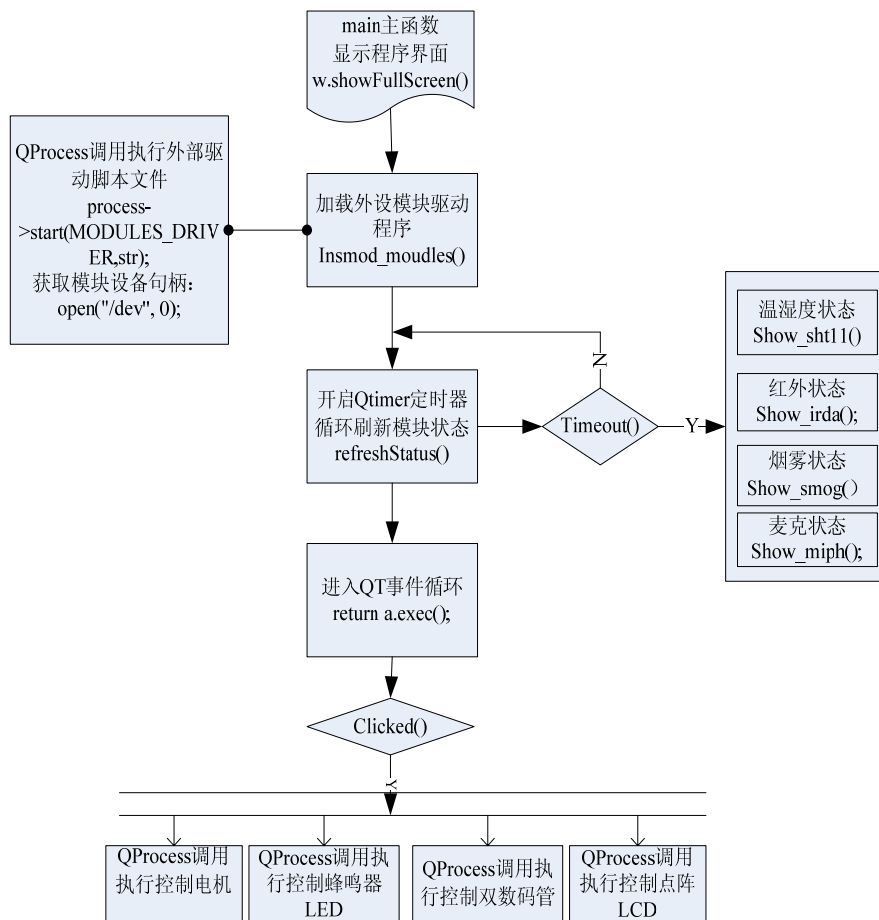 main主函数
显示程序界面
w.showFullScreen()
QProcess调用执行外部驱
动脚本文件
process-
>start(MODULES_DRIV
ER,str);
获取模块设备句柄：
open("/dev", 0);
加载外设模块驱动
程序
Insmod_moudles()
温湿度状态
Show_sht11()
红外状态
Show_irda();
烟雾状态
Show_smog(）
麦克状态
Show_miph();
N
开启Qtimer定时器
循环刷新模块状态
refreshStatus()
Timeout()
Y
进入QT事件循环
return a.exec();
Clicked()
Y
QProcess调用
执行控制电机
QProcess调用执
行控制蜂鸣器
LED
QProcess调用执
行控制双数码管
QProcess调用
执行控制点阵
LCD